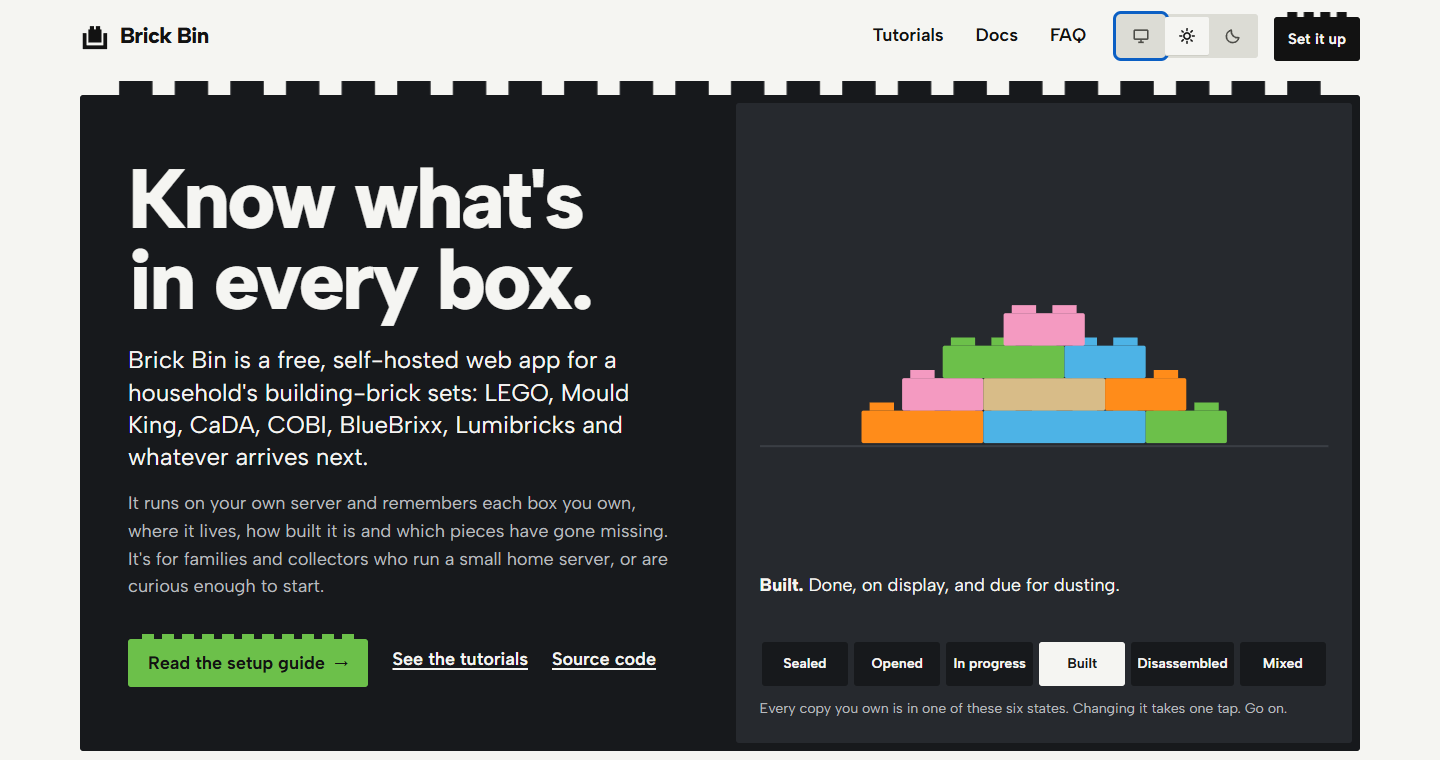 Brick Bin
Tutorials
Docs
FAQ
Set it up
Know what's
in every box.
Brick Bin is a free, self-hosted web app for a
household's building-brick sets: LEGO, Mould
King, CaDA, COBI, BlueBrixx, Lumibricks and
whatever arrives next.
It runs on your own server and remembers each box you own,
where it lives, how built it is and which pieces have gone missing.
It's for families and collectors who run a small home server, or are
curious enough to start.
Read the setup guide →
See the tutorials
Source code
Built. Done, on display, and due for dusting.
Sealed
Opened
In progress
Built
Disassembled
Mixed
Every copy you own is in one of these six states. Changing it takes one tap. Go on.